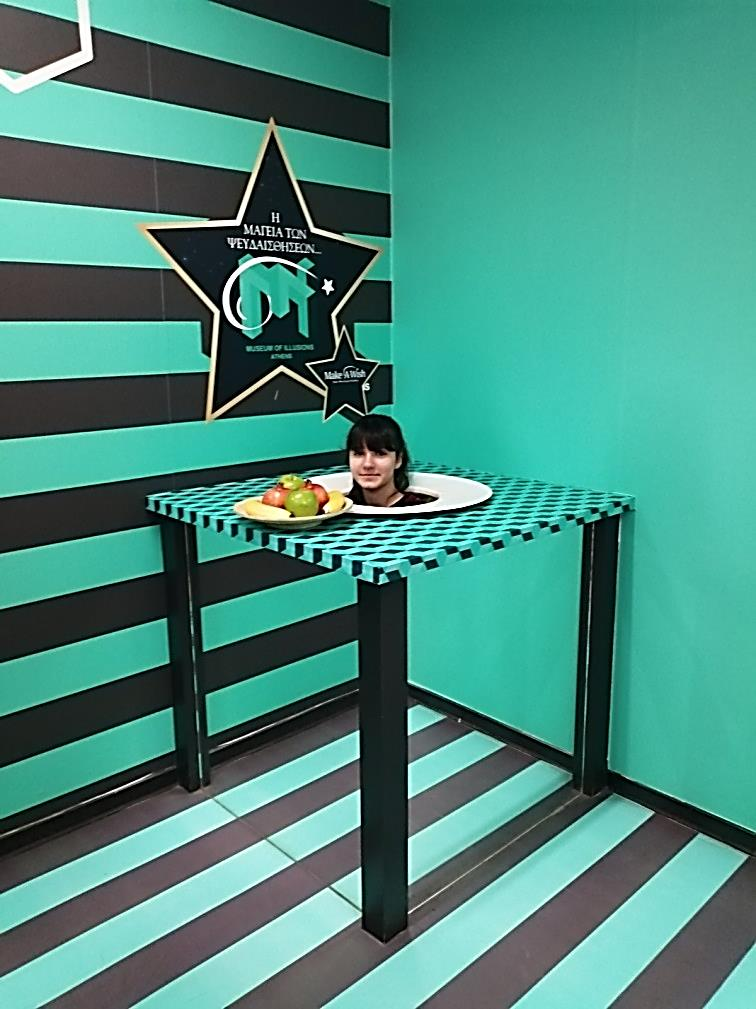 Η
ΜΑΓΕΙΑ ΤΩΝ
ΨΕΥΔΑΙΣΘΗΣΕΩΝ...
MUSEUM OF ILLUSIONS
ATHENS
Make A Wish